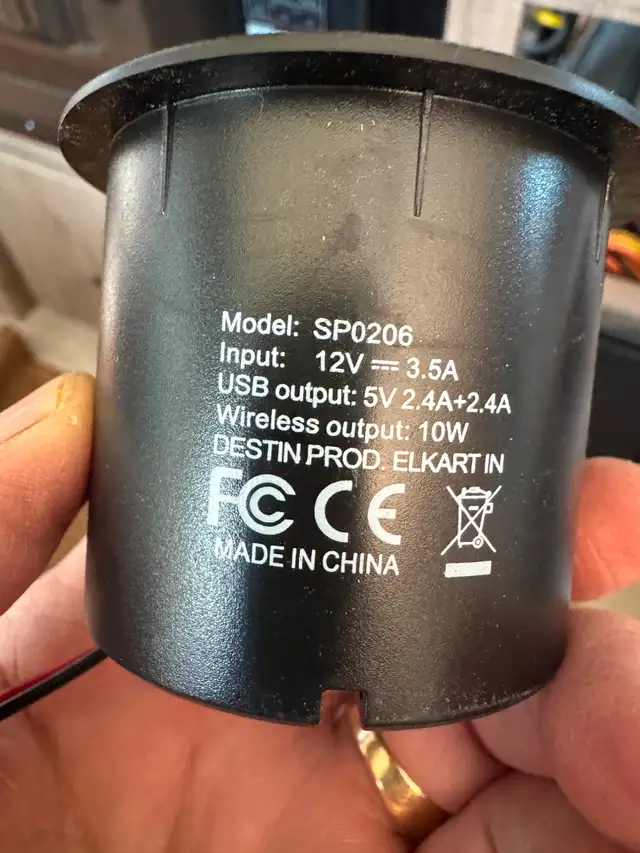 Model: SP0206
Input: 12V ⎓ 3.5A
USB output: 5V 2.4A+2.4A
Wireless output: 10W
DESTIN PROD. ELKART IN
FC CE
MADE IN CHINA